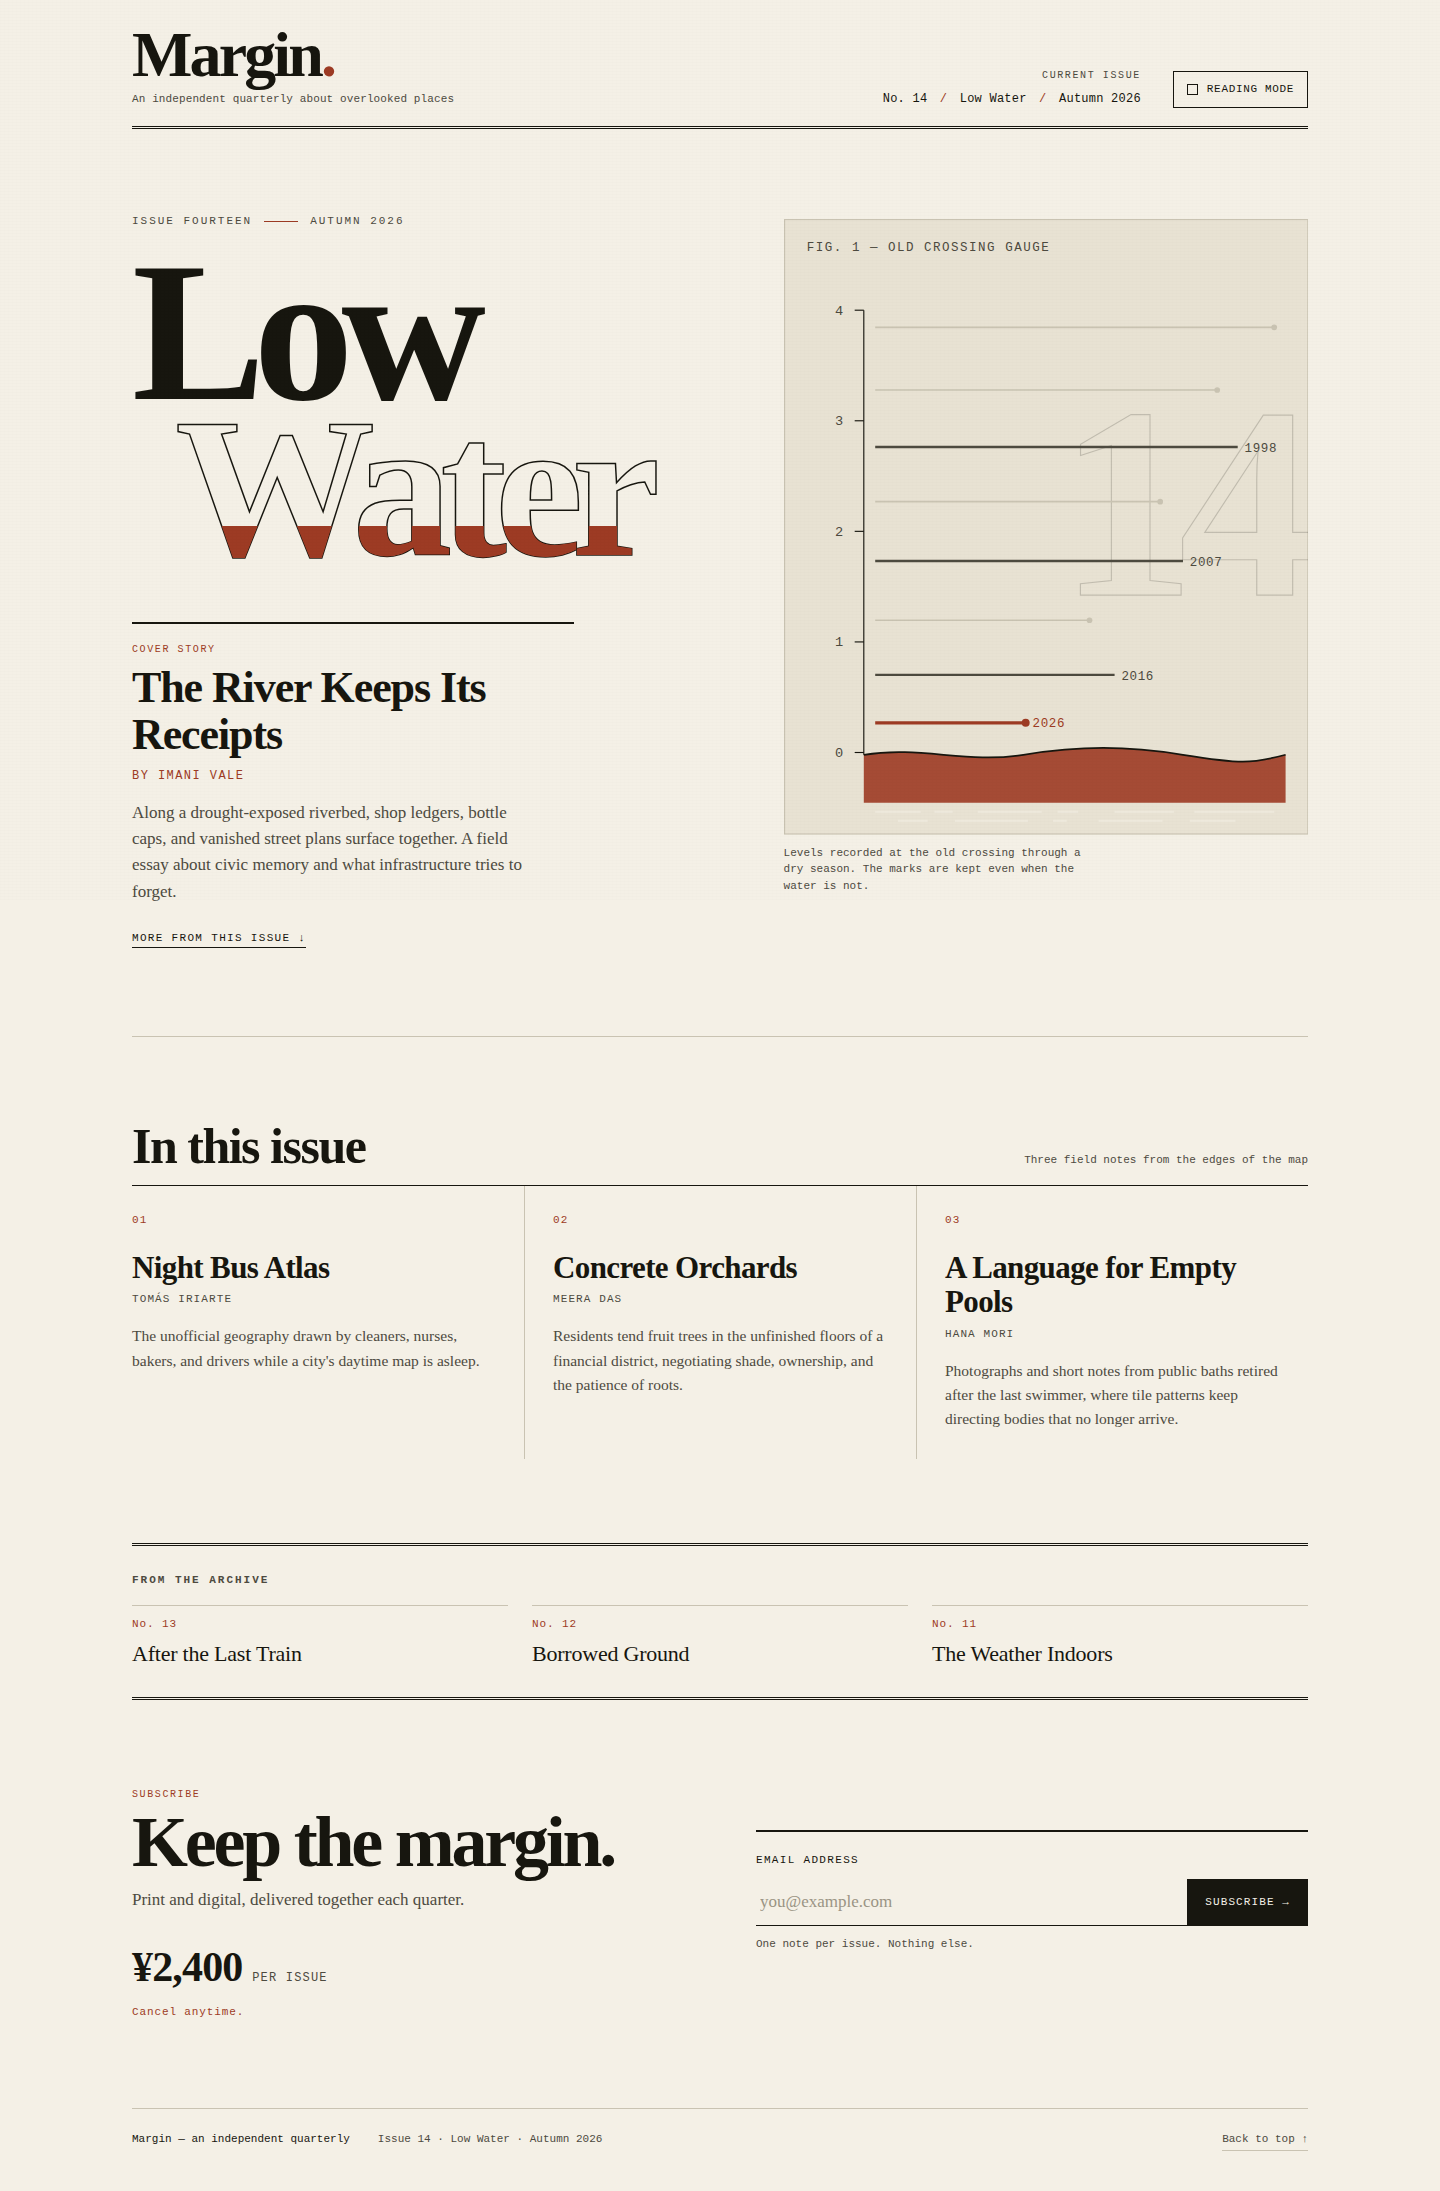 Margin.
An independent quarterly about overlooked places
CURRENT ISSUE
No. 14 / Low Water / Autumn 2026
READING MODE
ISSUE FOURTEEN
AUTUMN 2026
Low
Water
COVER STORY
The River Keeps Its
Receipts
BY IMANI VALE
Along a drought-exposed riverbed, shop ledgers, bottle
caps, and vanished street plans surface together. A field
essay about civic memory and what infrastructure tries to
forget.
MORE FROM THIS ISSUE ↓
FIG. 1 — OLD CROSSING GAUGE
4
3
2
1
0
14
1998
2007
2016
2026
Levels recorded at the old crossing through a
dry season. The marks are kept even when the
water is not.
In this issue
Three field notes from the edges of the map
01
Night Bus Atlas
TOMÁS IRIARTE
The unofficial geography drawn by cleaners, nurses,
bakers, and drivers while a city's daytime map is asleep.
02
Concrete Orchards
MEERA DAS
Residents tend fruit trees in the unfinished floors of a
financial district, negotiating shade, ownership, and
the patience of roots.
03
A Language for Empty
Pools
HANA MORI
Photographs and short notes from public baths retired
after the last swimmer, where tile patterns keep
directing bodies that no longer arrive.
FROM THE ARCHIVE
No. 13
After the Last Train
No. 12
Borrowed Ground
No. 11
The Weather Indoors
SUBSCRIBE
Keep the margin.
Print and digital, delivered together each quarter.
¥2,400 PER ISSUE
Cancel anytime.
EMAIL ADDRESS
you@example.com
SUBSCRIBE →
One note per issue. Nothing else.
Margin — an independent quarterly
Issue 14 · Low Water · Autumn 2026
Back to top ↑